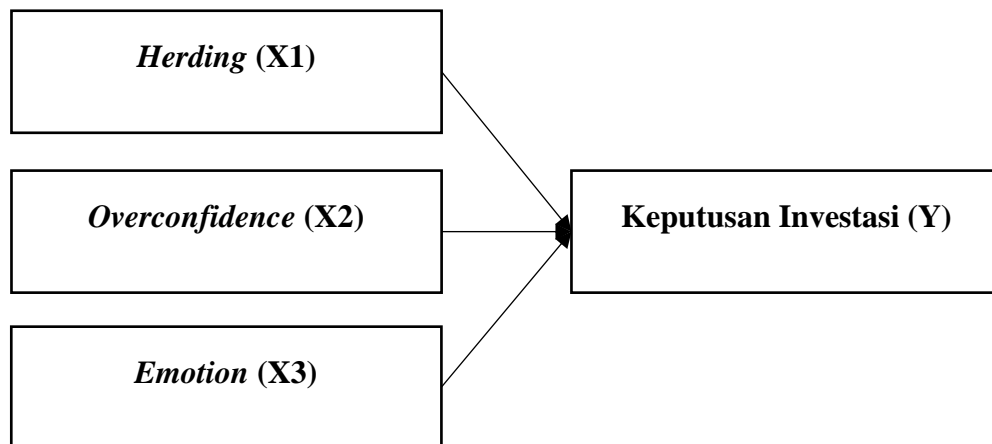 Herding (X1)
Overconfidence (X2)
Keputusan Investasi (Y)
Emotion (X3)